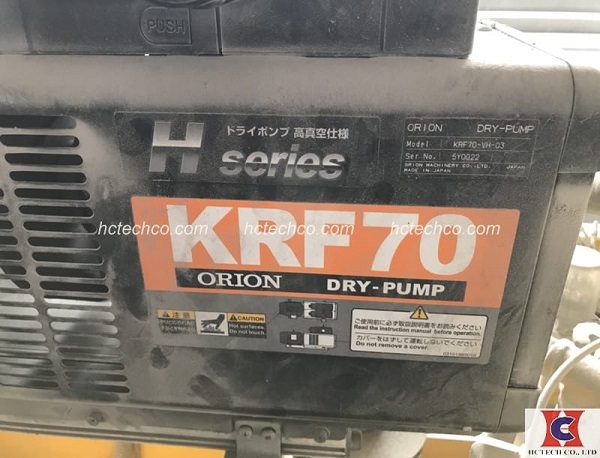 PUSH
ドライポンプ 高真空仕様
H series
ORION DRY-PUMP
Model KRF70-VH-03
Ser No. 5Y0022
ORION MACHINERY CO., LTD. JAPAN
MADE IN JAPAN
hctechco.com hctechco.com hctechco.com
KRF70
ORION DRY-PUMP
注意 CAUTION
Hot surfaces.
Do not touch
ご使用前に必ず取扱説明書をお読みください
Read the instruction manual before operation.
カバーをはずして運転しないでください
Do not remove a cover.
HCTECH CO., LTD